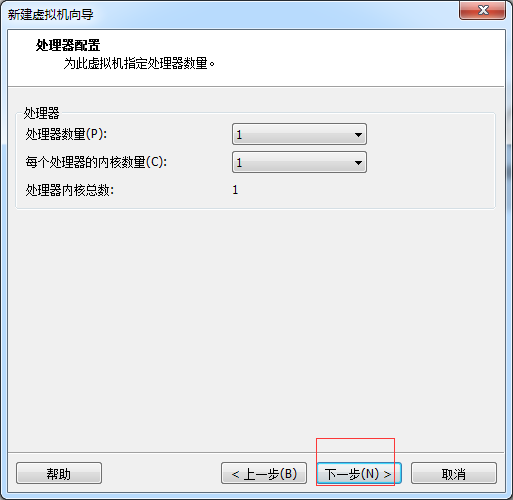 新建虚拟机向导
处理器配置
为此虚拟机指定处理器数量。
处理器
处理器数量(P): 1
每个处理器的内核数量(C): 1
处理器内核总数: 1
帮助 < 上一步(B) 下一步(N) > 取消